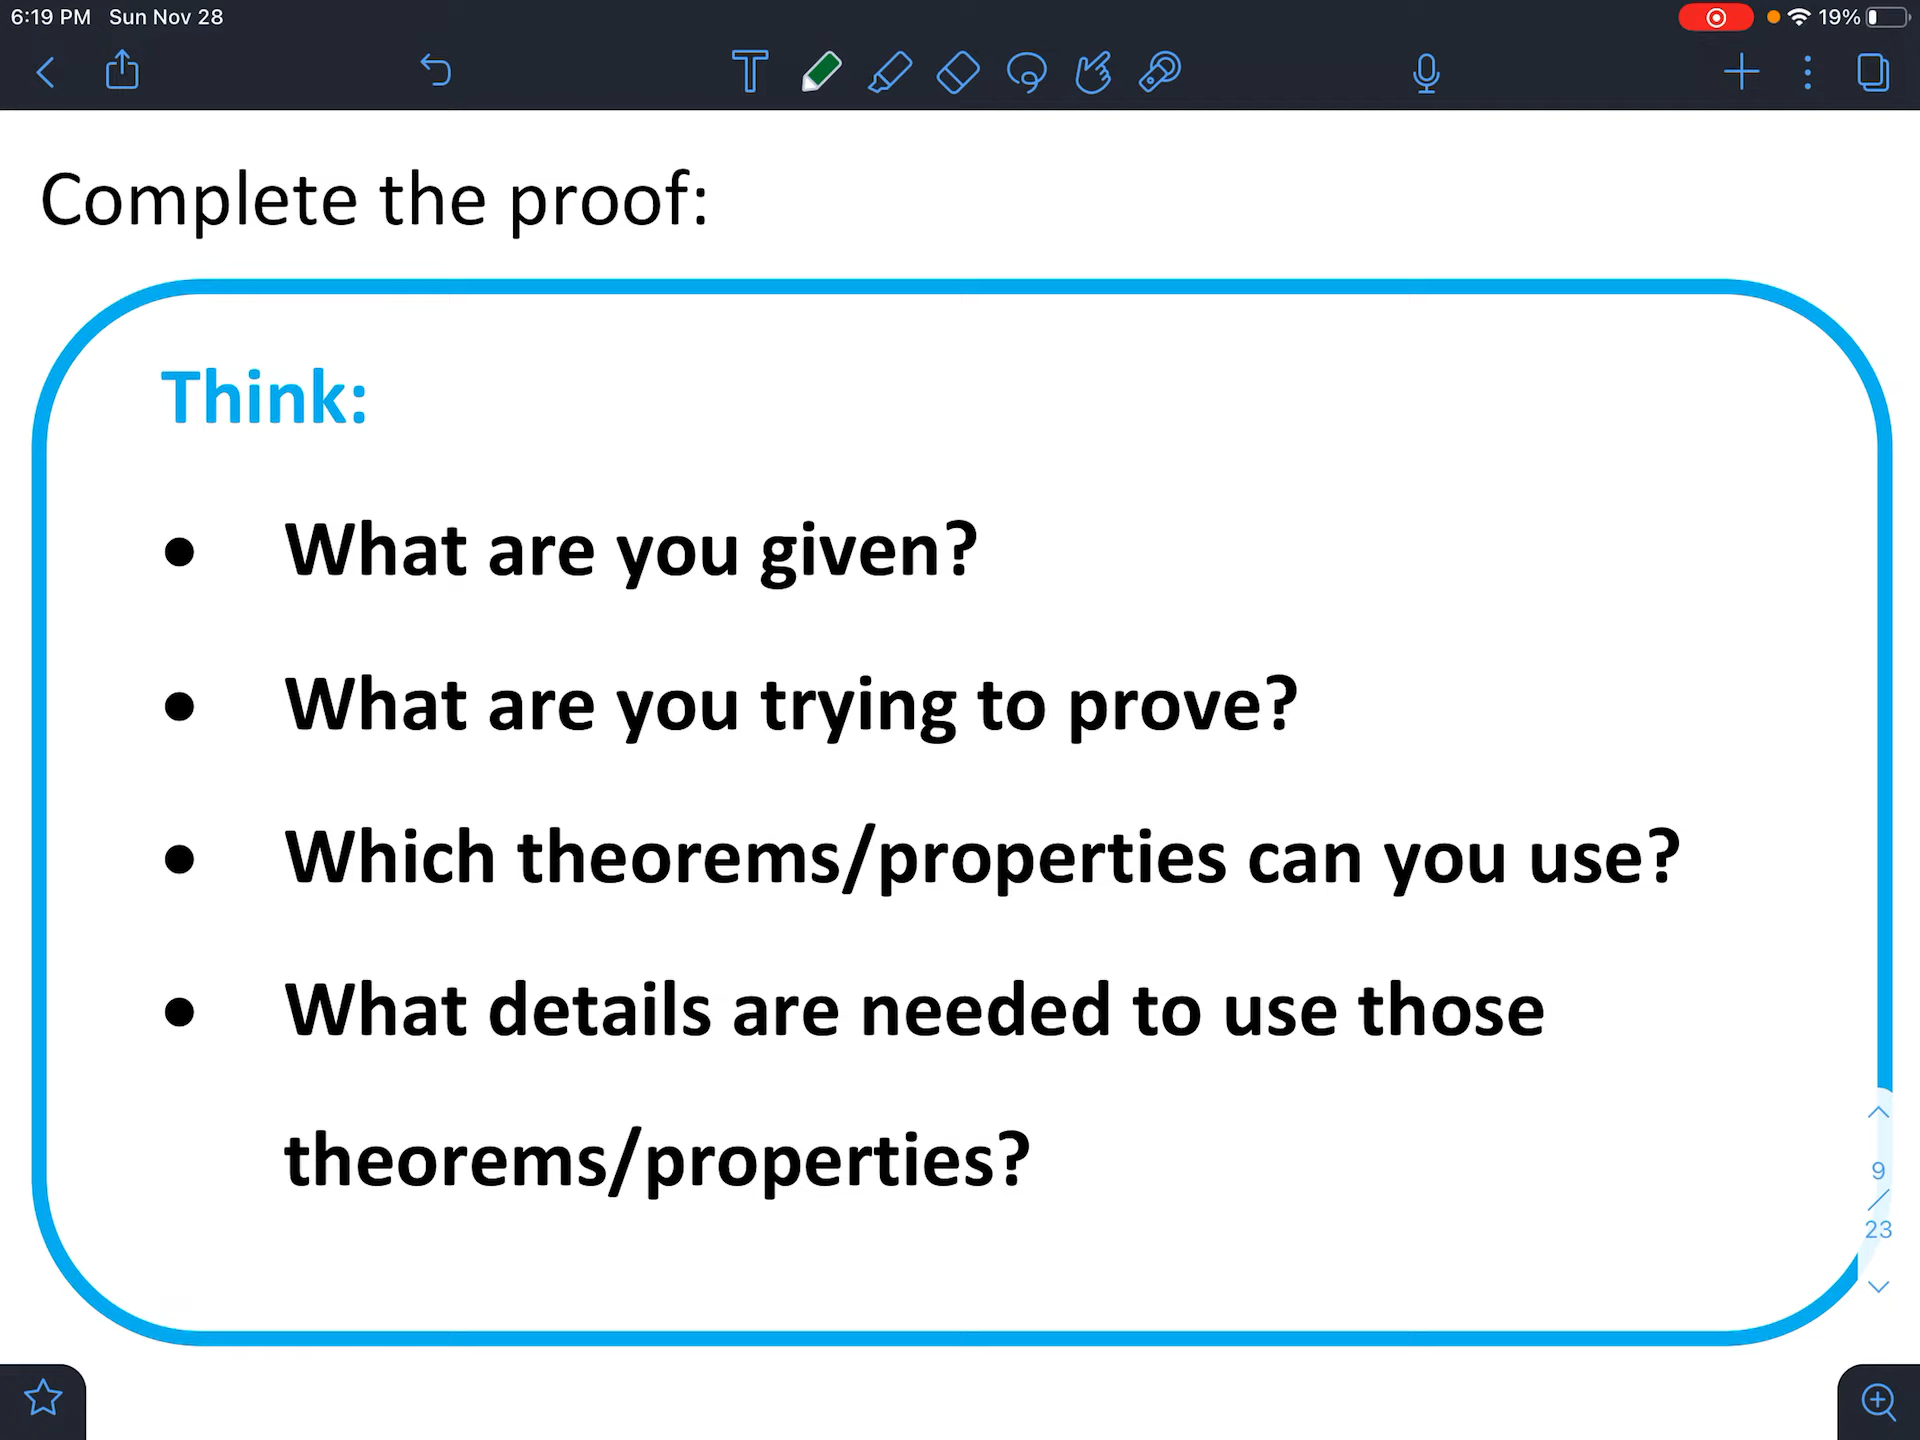 6:19 PM Sun Nov 28
19%
T
Complete the proof:
Think:
• What are you given?
• What are you trying to prove?
• Which theorems/properties can you use?
• What details are needed to use those
theorems/properties?
9
/
23